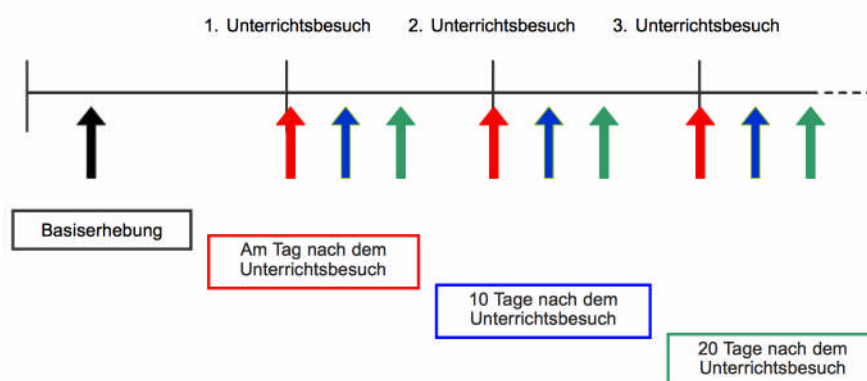 1. Unterrichtsbesuch 2. Unterrichtsbesuch 3. Unterrichtsbesuch
Basiserhebung
Am Tag nach dem
Unterrichtsbesuch
10 Tage nach dem
Unterrichtsbesuch
20 Tage nach dem
Unterrichtsbesuch